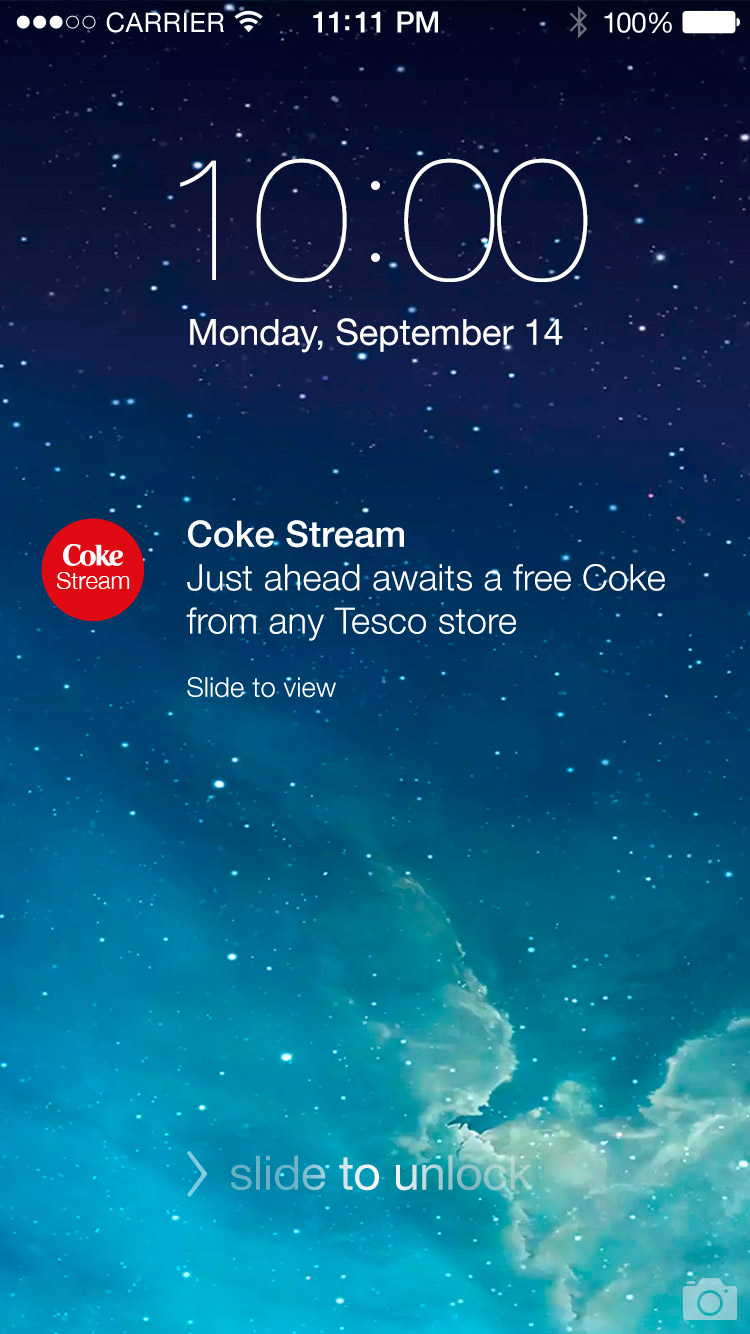 CARRIER 11:11 PM 100%
10:00
Monday, September 14
Coke Stream
Coke
Stream
Just ahead awaits a free Coke
from any Tesco store
Slide to view
slide to unlock